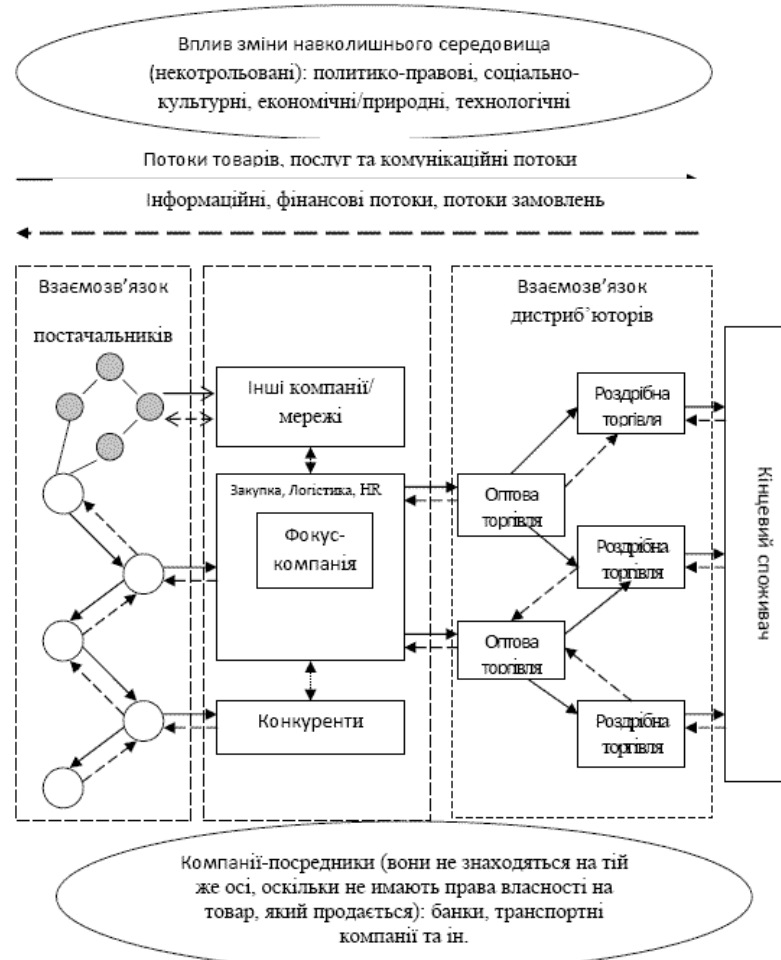 Вплив зміни навколишнього середовища
(некотрольовані): политико-правові, соціально-
культурні, економічні/природні, технологічні
Потоки товарів, послуг та комунікаційні потоки
Інформаційні, фінансові потоки, потоки замовлень
Взаємозв'язок
постачальників
Взаємозв'язок
дистриб'юторів
Інші компанії/
мережі
Роздрібна
торгівля
Закупка, Логістика, HR
Фокус-
компанія
Оптова
торгівля
Роздрібна
торгівля
Кінцевий споживач
Оптова
торгівля
Конкуренти
Роздрібна
торгівля
Компанії-посредники (вони не знаходяться на тій
же осі, оскільки не имають права власності на
товар, який продається): банки, транспортні
компанії та ін.